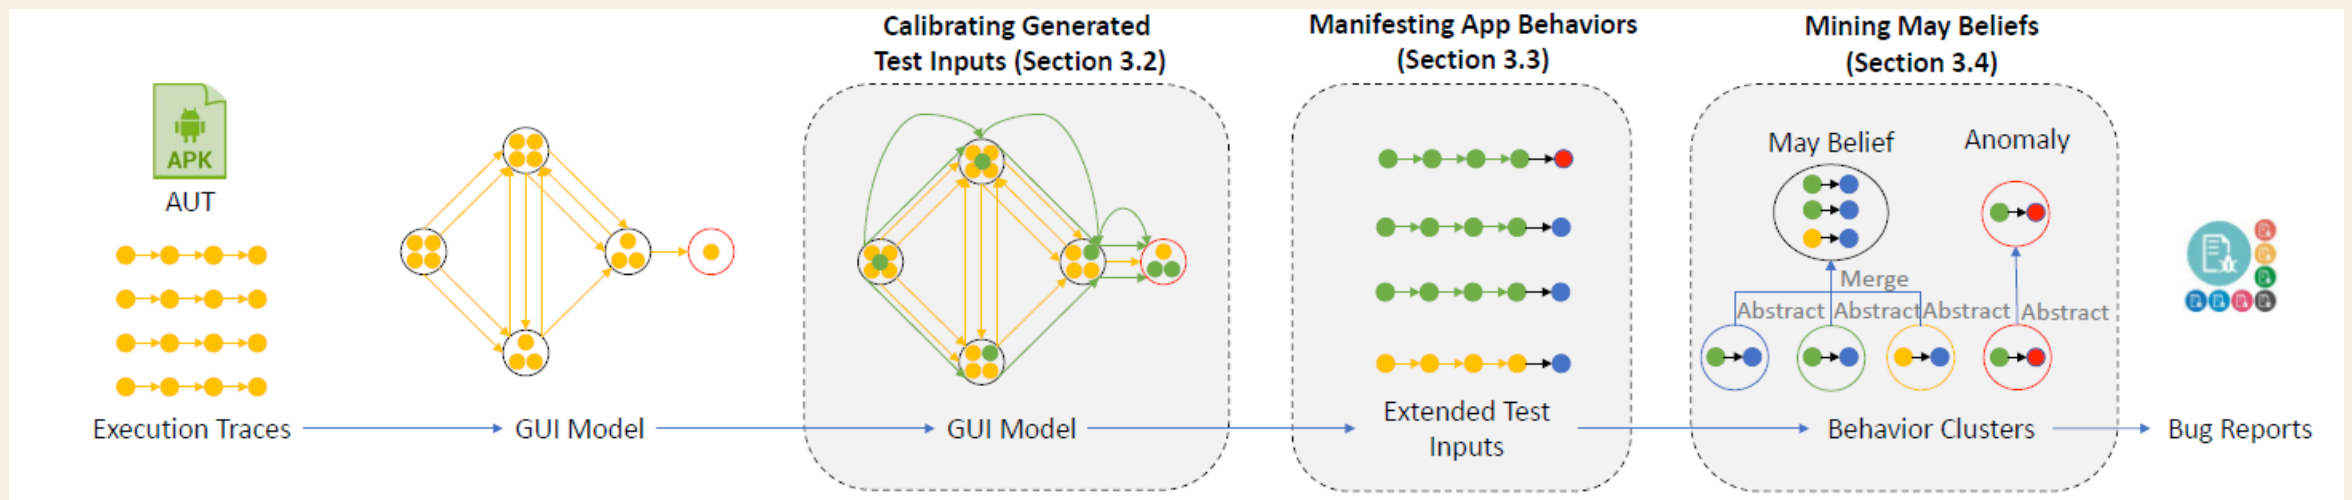 Calibrating Generated
Test Inputs (Section 3.2)
Manifesting App Behaviors
(Section 3.3)
Mining May Beliefs
(Section 3.4)
APK
AUT
May Belief
Anomaly
Merge
Abstract
Abstract
Abstract
Abstract
Execution Traces
GUI Model
GUI Model
Extended Test
Inputs
Behavior Clusters
Bug Reports